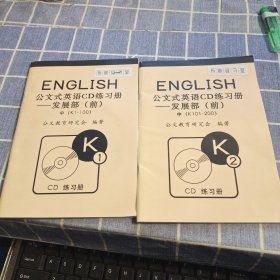 ENGLISH
公文式英语CD练习册
——发展部（前）
中（K1-100）
公文教育研究会 编著
K
1
CD 练习册
ENGLISH
公文式英语CD练习册
——发展部（前）
中（K101-200）
公文教育研究会 编著
K
2
CD 练习册